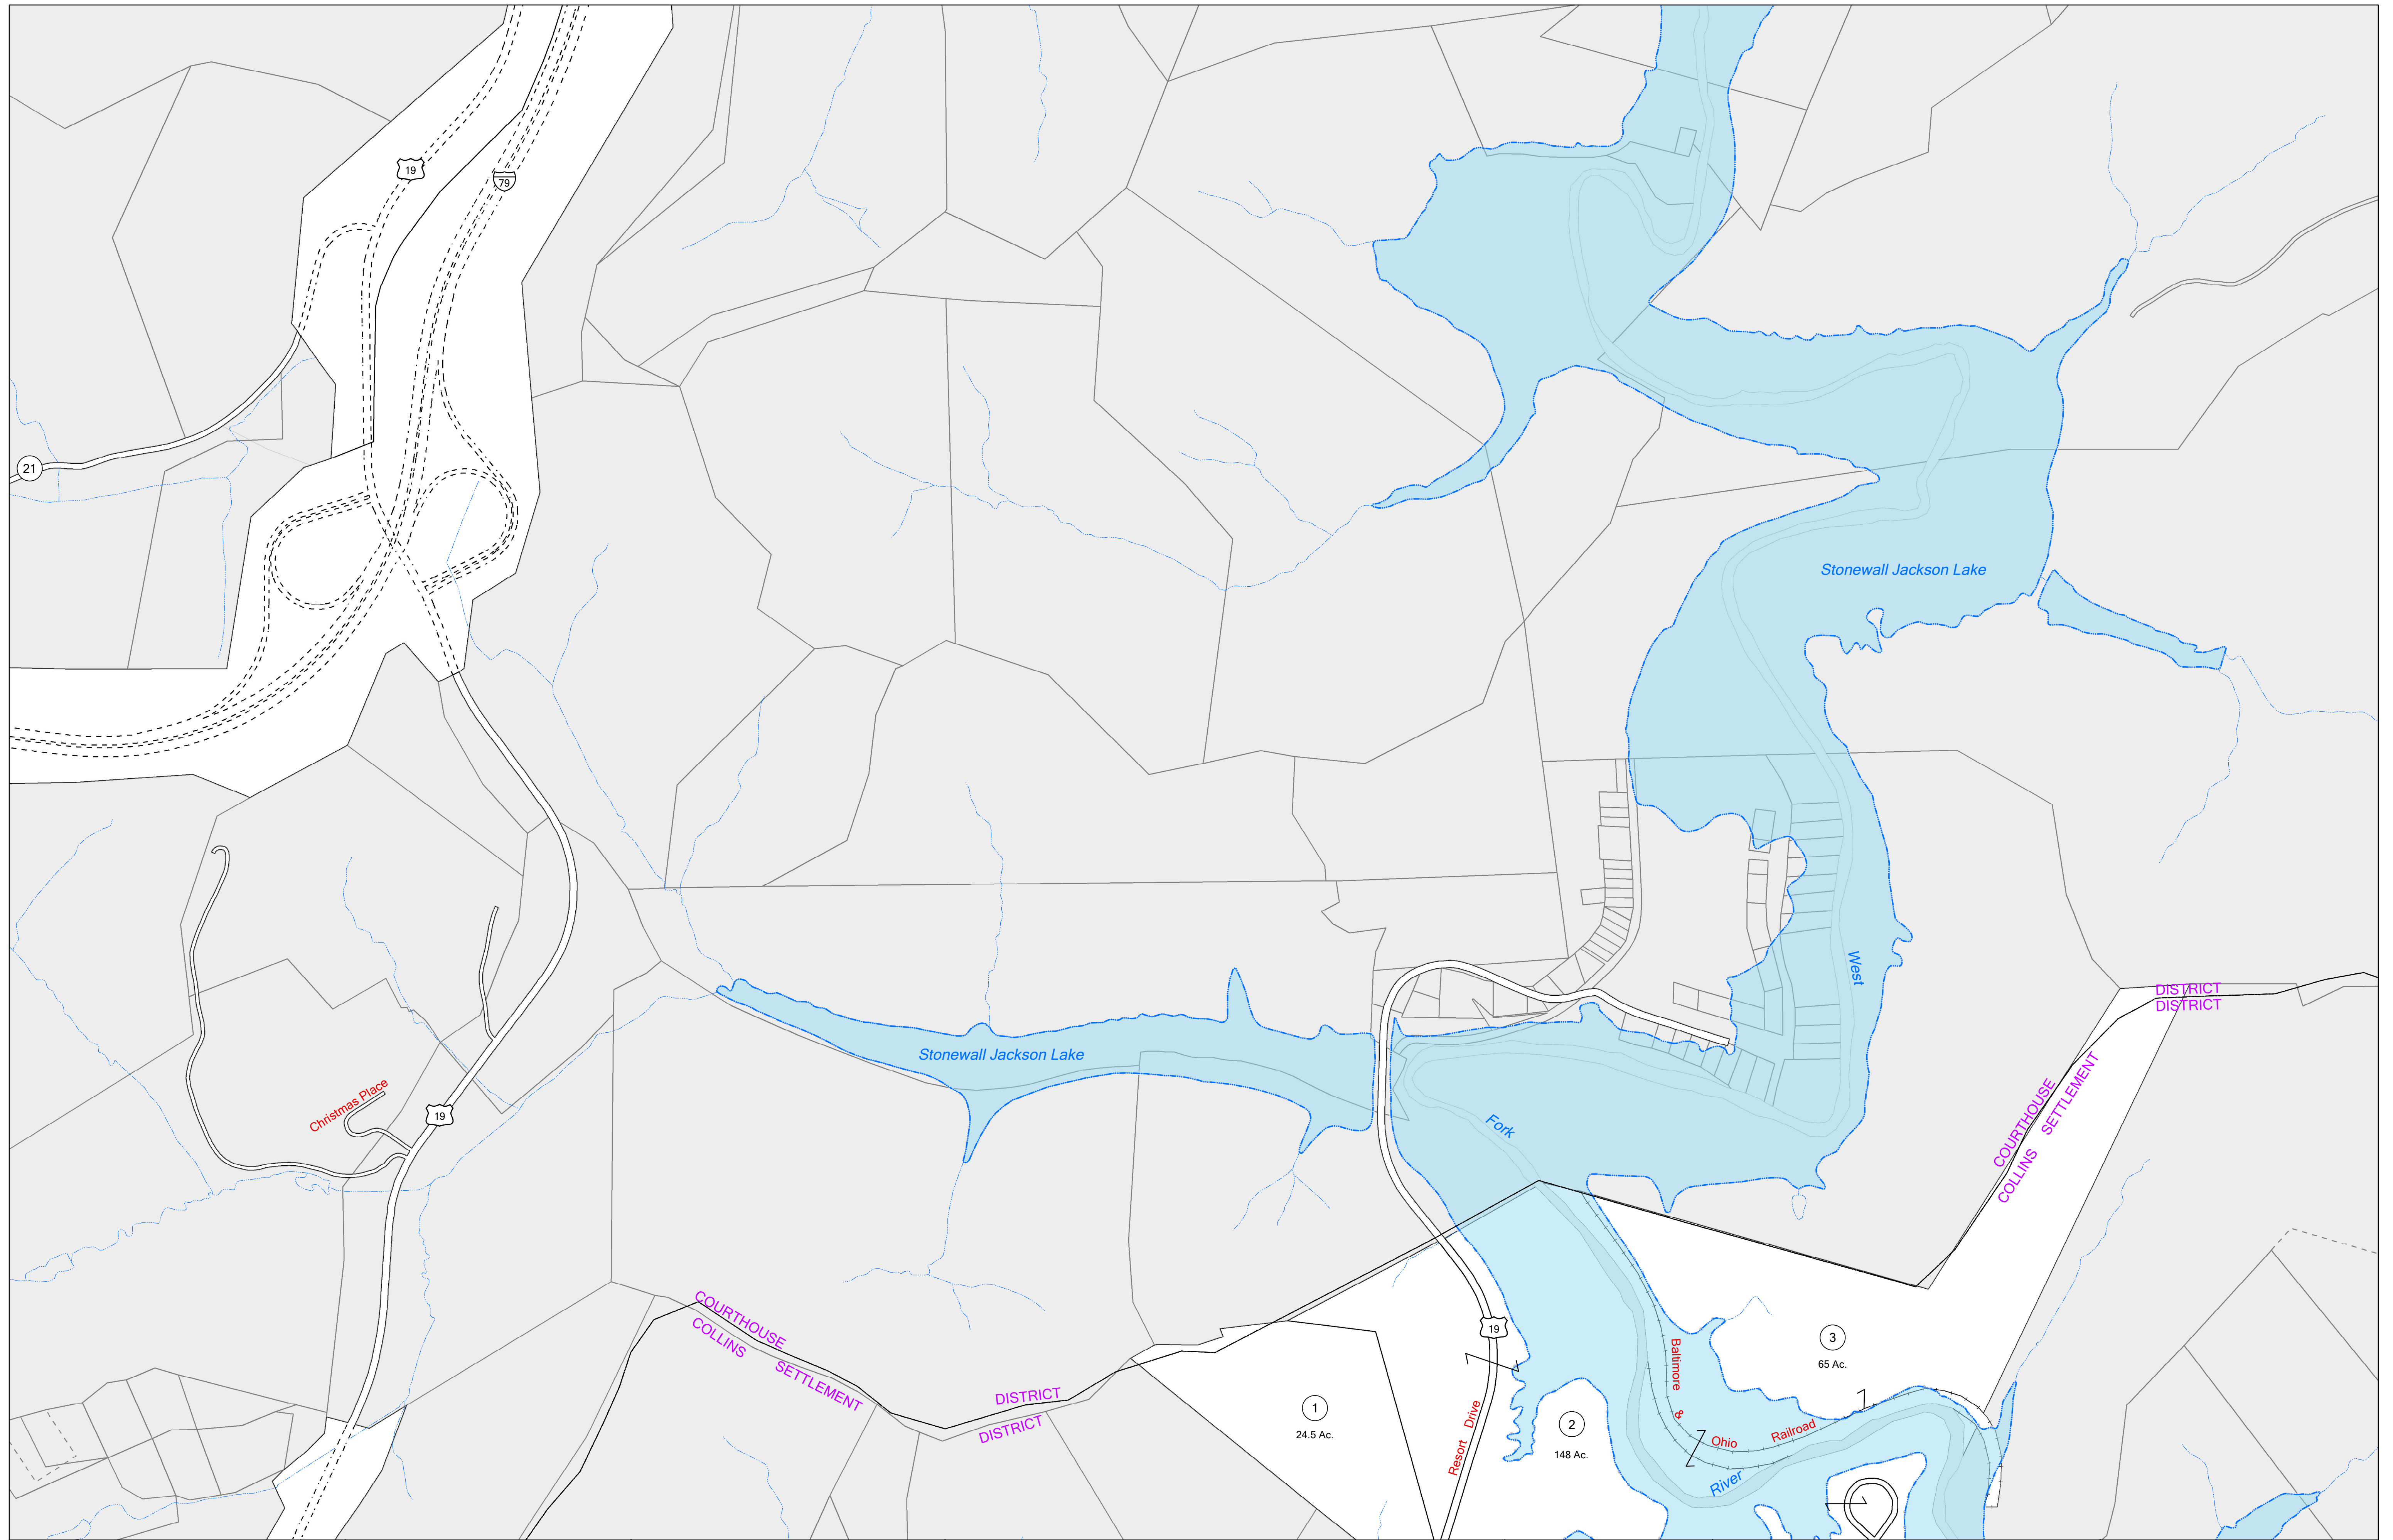 19
79
21
Stonewall Jackson Lake
West
DISTRICT
DISTRICT
Stonewall Jackson Lake
COURTHOUSE
COLLINS SETTLEMENT
Christmas Place
19
Fork
COURTHOUSE DISTRICT
COLLINS SETTLEMENT DISTRICT
19
Resort Drive
1
24.5 Ac.
2
148 Ac.
3
65 Ac.
Baltimore & Ohio Railroad
River